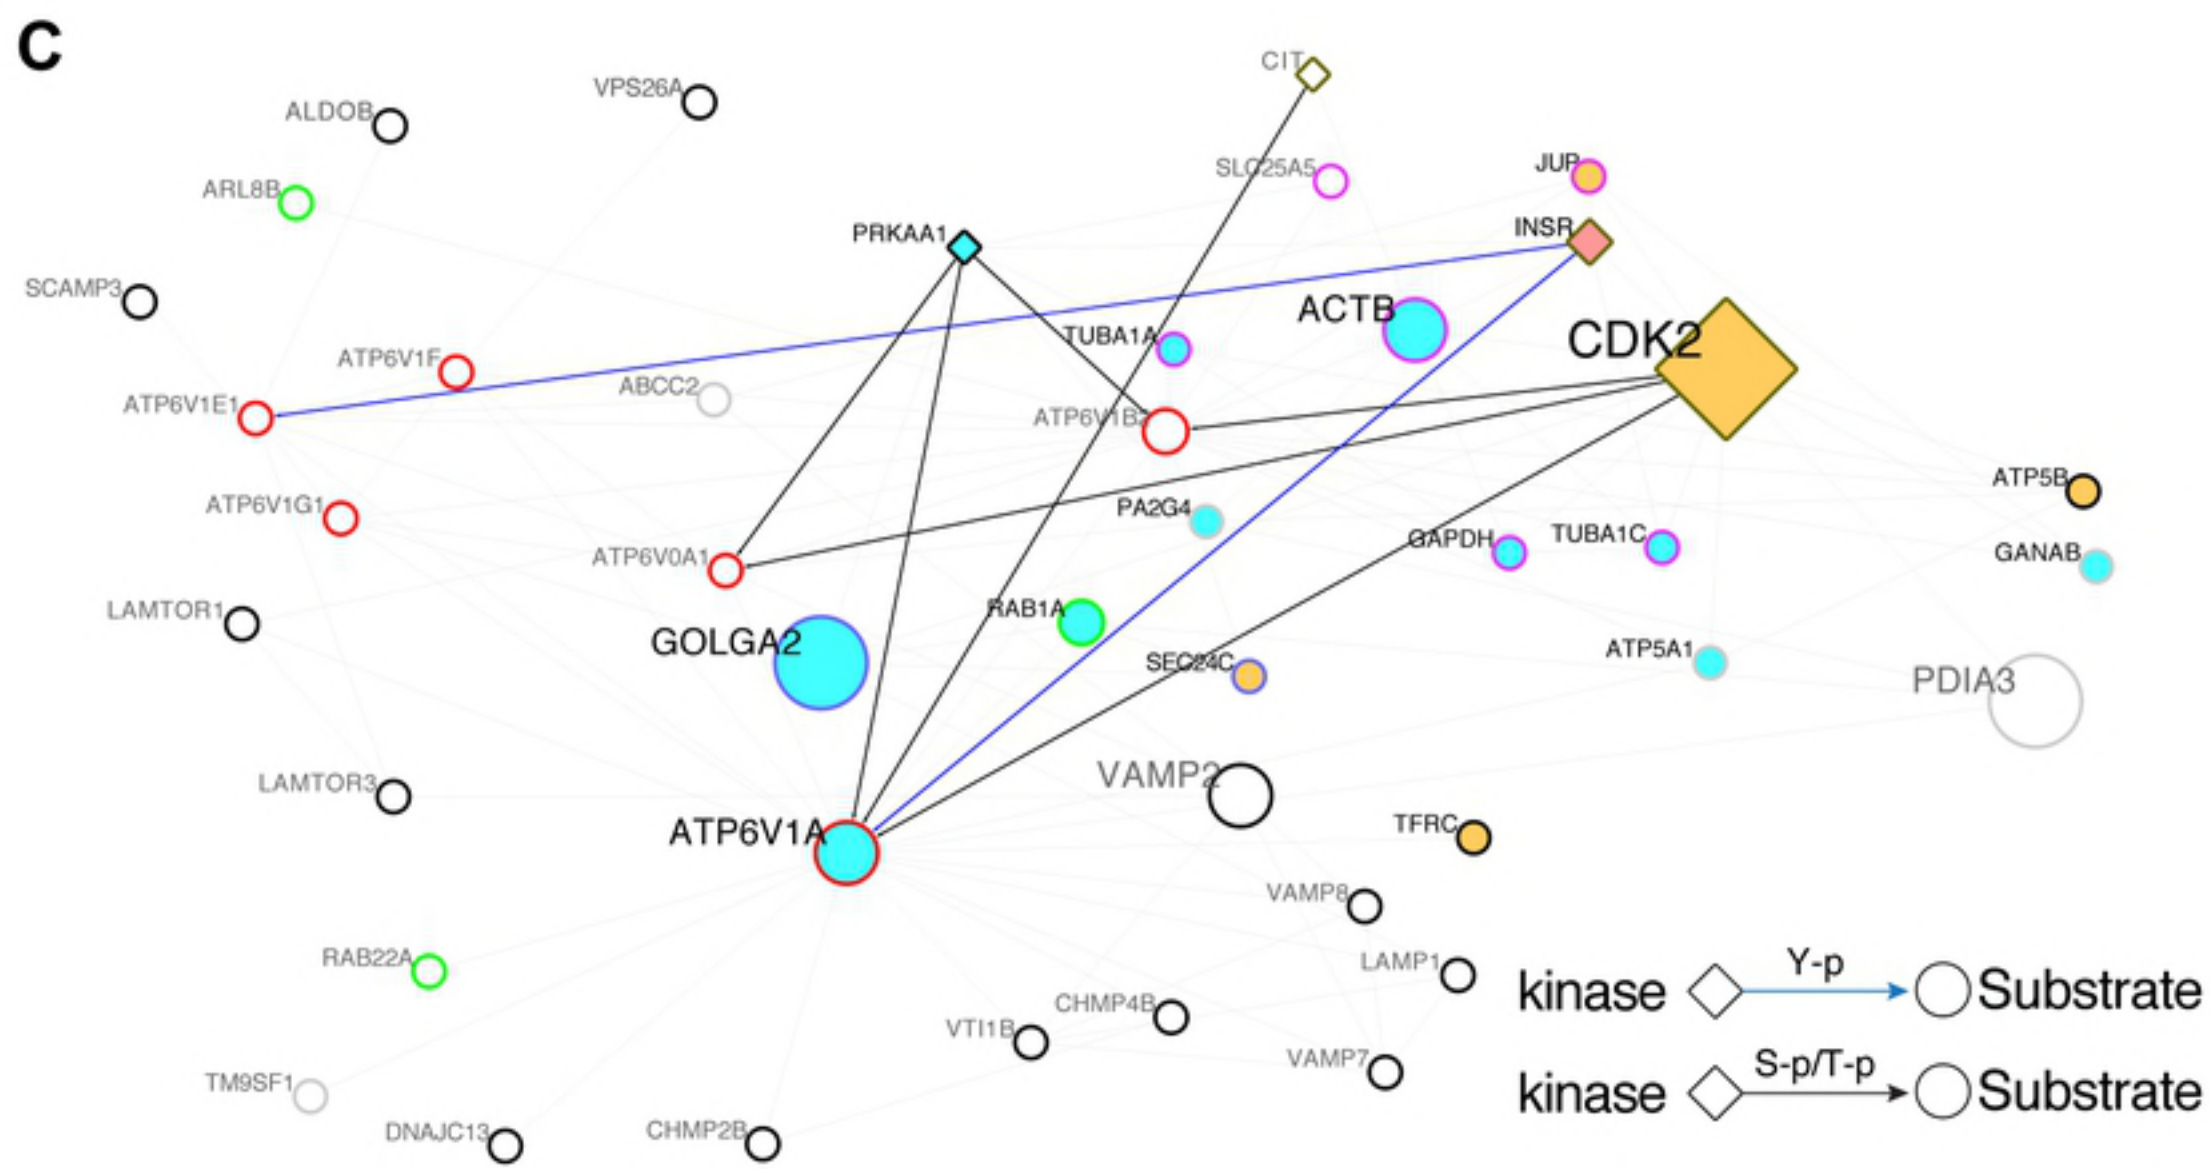 C
CIT
VPS26A
ALDOB
SLC25A5
JUP
ARL8B
INSR
PRKAA1
SCAMP3
ACTB
TUBA1A
CDK2
ATP6V1F
ABCC2
ATP6V1E1
ATP6V1B2
ATP5B
ATP6V1G1
PA2G4
GAPDH
TUBA1C
GANAB
ATP6V0A1
LAMTOR1
RAB1A
GOLGA2
ATP5A1
SEC24C
PDIA3
LAMTOR3
VAMP2
ATP6V1A
TFRC
VAMP8
RAB22A
LAMP1
Y-p
kinase Substrate
CHMP4B
VTI1B
VAMP7
S-p/T-p
kinase Substrate
TM9SF1
DNAJC13
CHMP2B